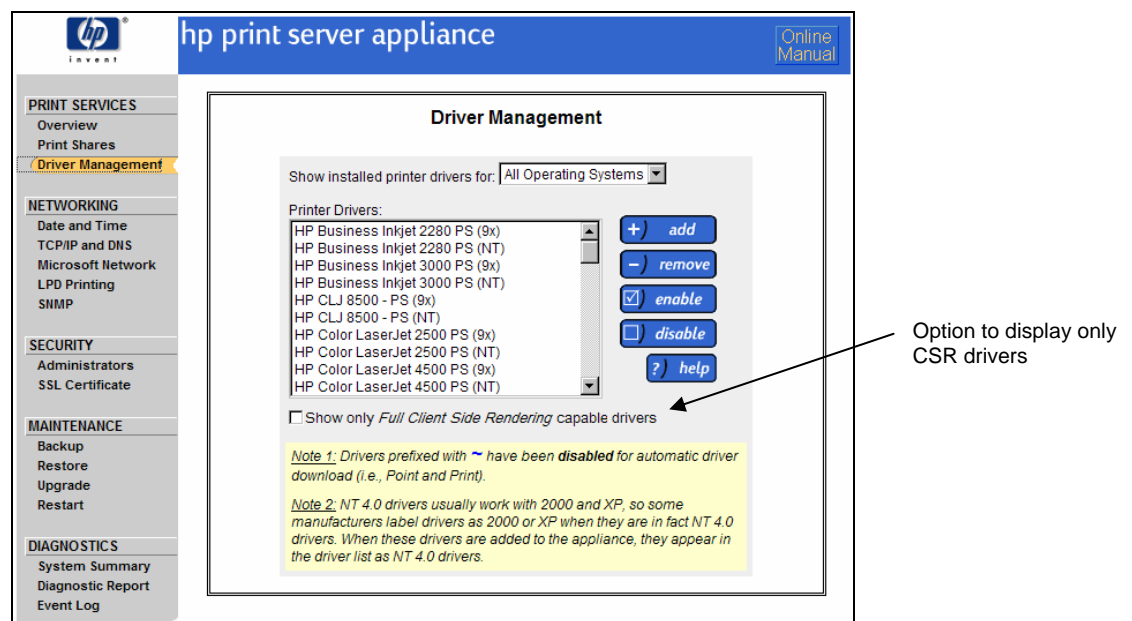 hp
invent
hp print server appliance
Online
Manual
PRINT SERVICES
Overview
Print Shares
Driver Management
NETWORKING
Date and Time
TCP/IP and DNS
Microsoft Network
LPD Printing
SNMP
SECURITY
Administrators
SSL Certificate
MAINTENANCE
Backup
Restore
Upgrade
Restart
DIAGNOSTICS
System Summary
Diagnostic Report
Event Log
Driver Management
Show installed printer drivers for: All Operating Systems
Printer Drivers:
HP Business Inkjet 2280 PS (9x)
HP Business Inkjet 2280 PS (NT)
HP Business Inkjet 3000 PS (9x)
HP Business Inkjet 3000 PS (NT)
HP CLJ 8500 - PS (9x)
HP CLJ 8500 - PS (NT)
HP Color LaserJet 2500 PS (9x)
HP Color LaserJet 2500 PS (NT)
HP Color LaserJet 4500 PS (9x)
HP Color LaserJet 4500 PS (NT)
+) add
−) remove
☑) enable
☐) disable
?) help
Show only Full Client Side Rendering capable drivers
Note 1: Drivers prefixed with ~ have been disabled for automatic driver
download (i.e., Point and Print).
Note 2: NT 4.0 drivers usually work with 2000 and XP, so some
manufacturers label drivers as 2000 or XP when they are in fact NT 4.0
drivers. When these drivers are added to the appliance, they appear in
the driver list as NT 4.0 drivers.
Option to display only
CSR drivers